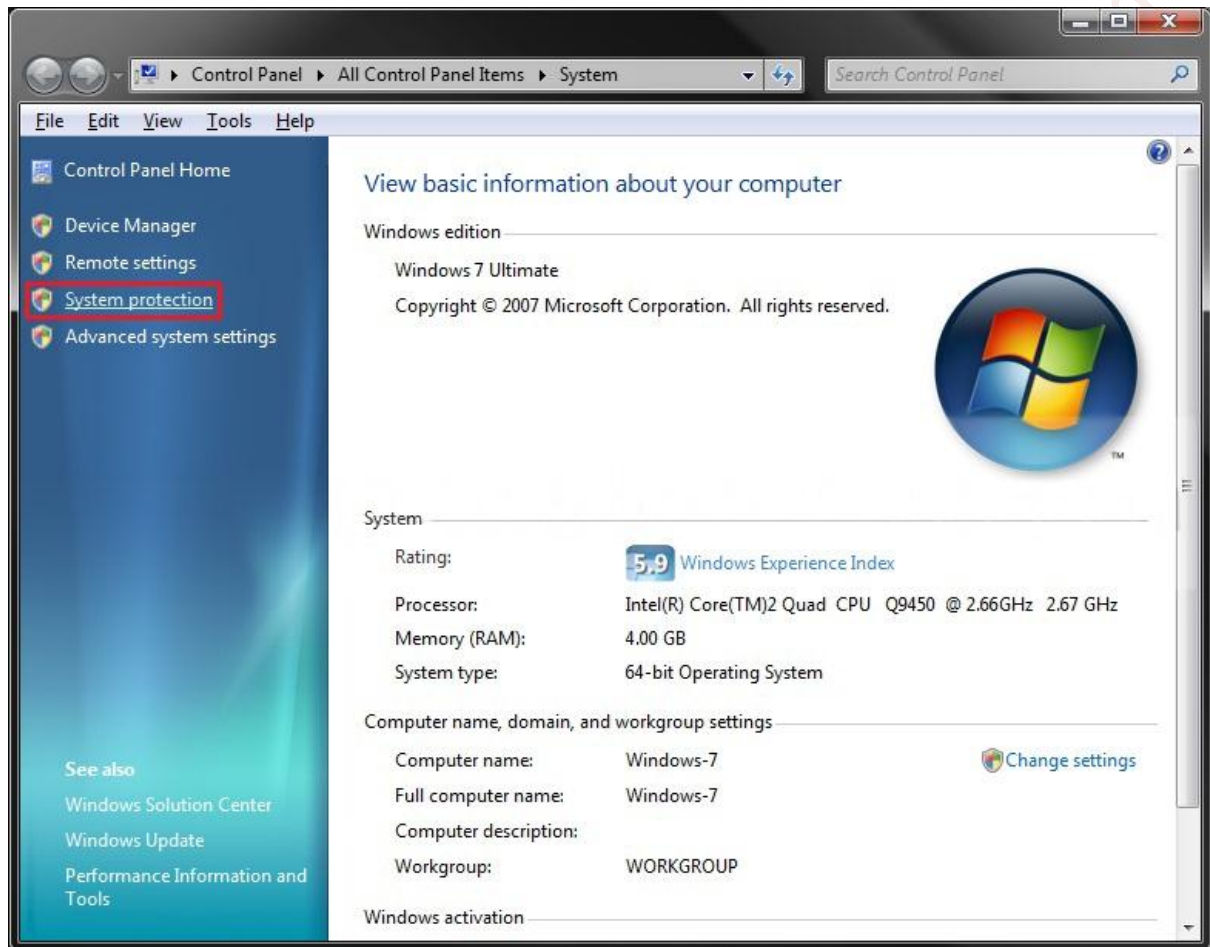 Control Panel ▸ All Control Panel Items ▸ System
Search Control Panel
File Edit View Tools Help
Control Panel Home
Device Manager
Remote settings
System protection
Advanced system settings
See also
Windows Solution Center
Windows Update
Performance Information and
Tools
View basic information about your computer
Windows edition
Windows 7 Ultimate
Copyright © 2007 Microsoft Corporation. All rights reserved.
TM
System
Rating: 5.9 Windows Experience Index
Processor: Intel(R) Core(TM)2 Quad CPU Q9450 @ 2.66GHz 2.67 GHz
Memory (RAM): 4.00 GB
System type: 64-bit Operating System
Computer name, domain, and workgroup settings
Computer name: Windows-7 Change settings
Full computer name: Windows-7
Computer description:
Workgroup: WORKGROUP
Windows activation